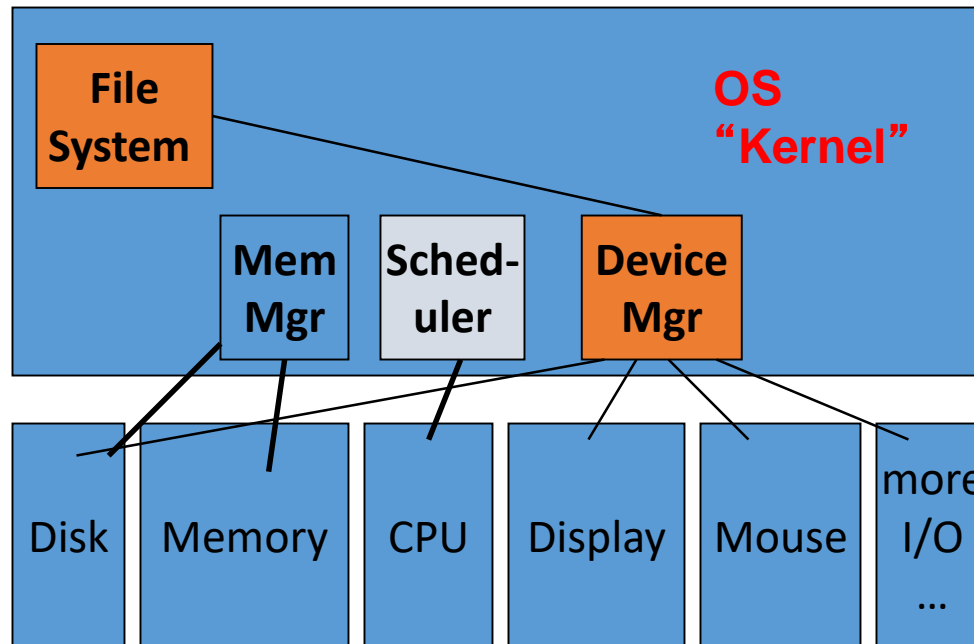 File
System
OS
“Kernel”
Mem
Mgr
Sched-
uler
Device
Mgr
Disk
Memory
CPU
Display
Mouse
more
I/O
...